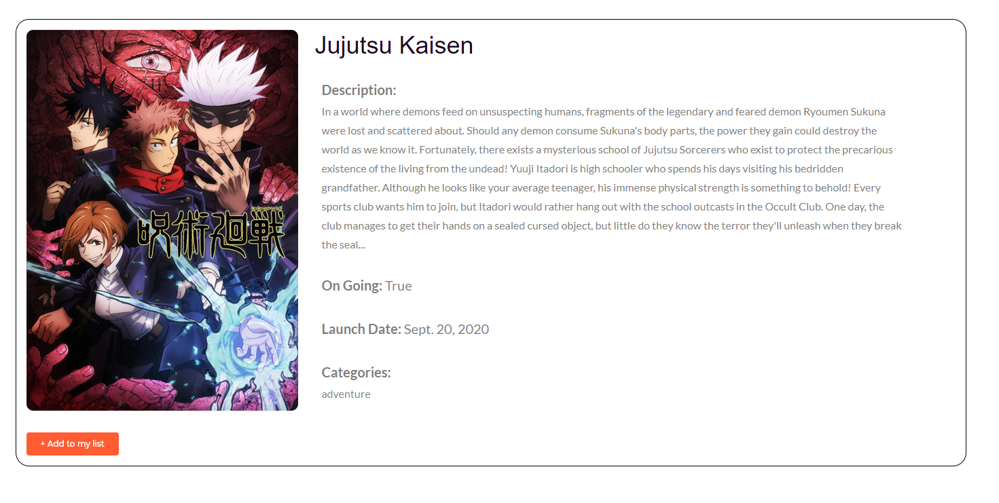 Jujutsu Kaisen
Description:
In a world where demons feed on unsuspecting humans, fragments of the legendary and feared demon Ryoumen Sukuna
were lost and scattered about. Should any demon consume Sukuna's body parts, the power they gain could destroy the
world as we know it. Fortunately, there exists a mysterious school of Jujutsu Sorcerers who exist to protect the precarious
existence of the living from the undead! Yuuji Itadori is high schooler who spends his days visiting his bedridden
grandfather. Although he looks like your average teenager, his immense physical strength is something to behold! Every
sports club wants him to join, but Itadori would rather hang out with the school outcasts in the Occult Club. One day, the
club manages to get their hands on a sealed cursed object, but little do they know the terror they'll unleash when they break
the seal...
呪術廻戦
On Going: True
Launch Date: Sept. 20, 2020
Categories:
adventure
+ Add to my list